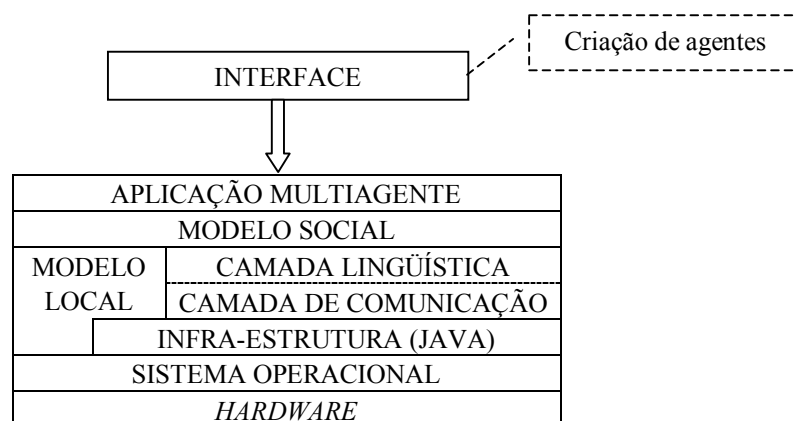 Criação de agentes
INTERFACE
APLICAÇÃO MULTIAGENTE
MODELO SOCIAL
MODELO
LOCAL
CAMADA LINGÜÍSTICA
CAMADA DE COMUNICAÇÃO
INFRA-ESTRUTURA (JAVA)
SISTEMA OPERACIONAL
HARDWARE